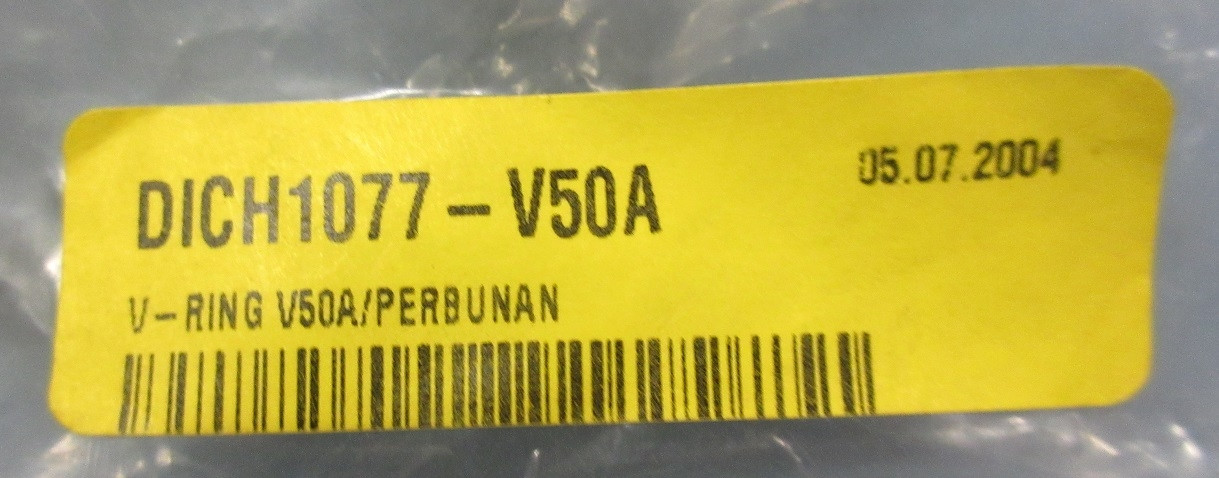 DICH1077-V50A
05.07.2004
V-RING V50A/PERBUNAN